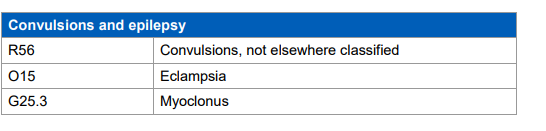 Convulsions and epilepsy
R56 Convulsions, not elsewhere classified
O15 Eclampsia
G25.3 Myoclonus